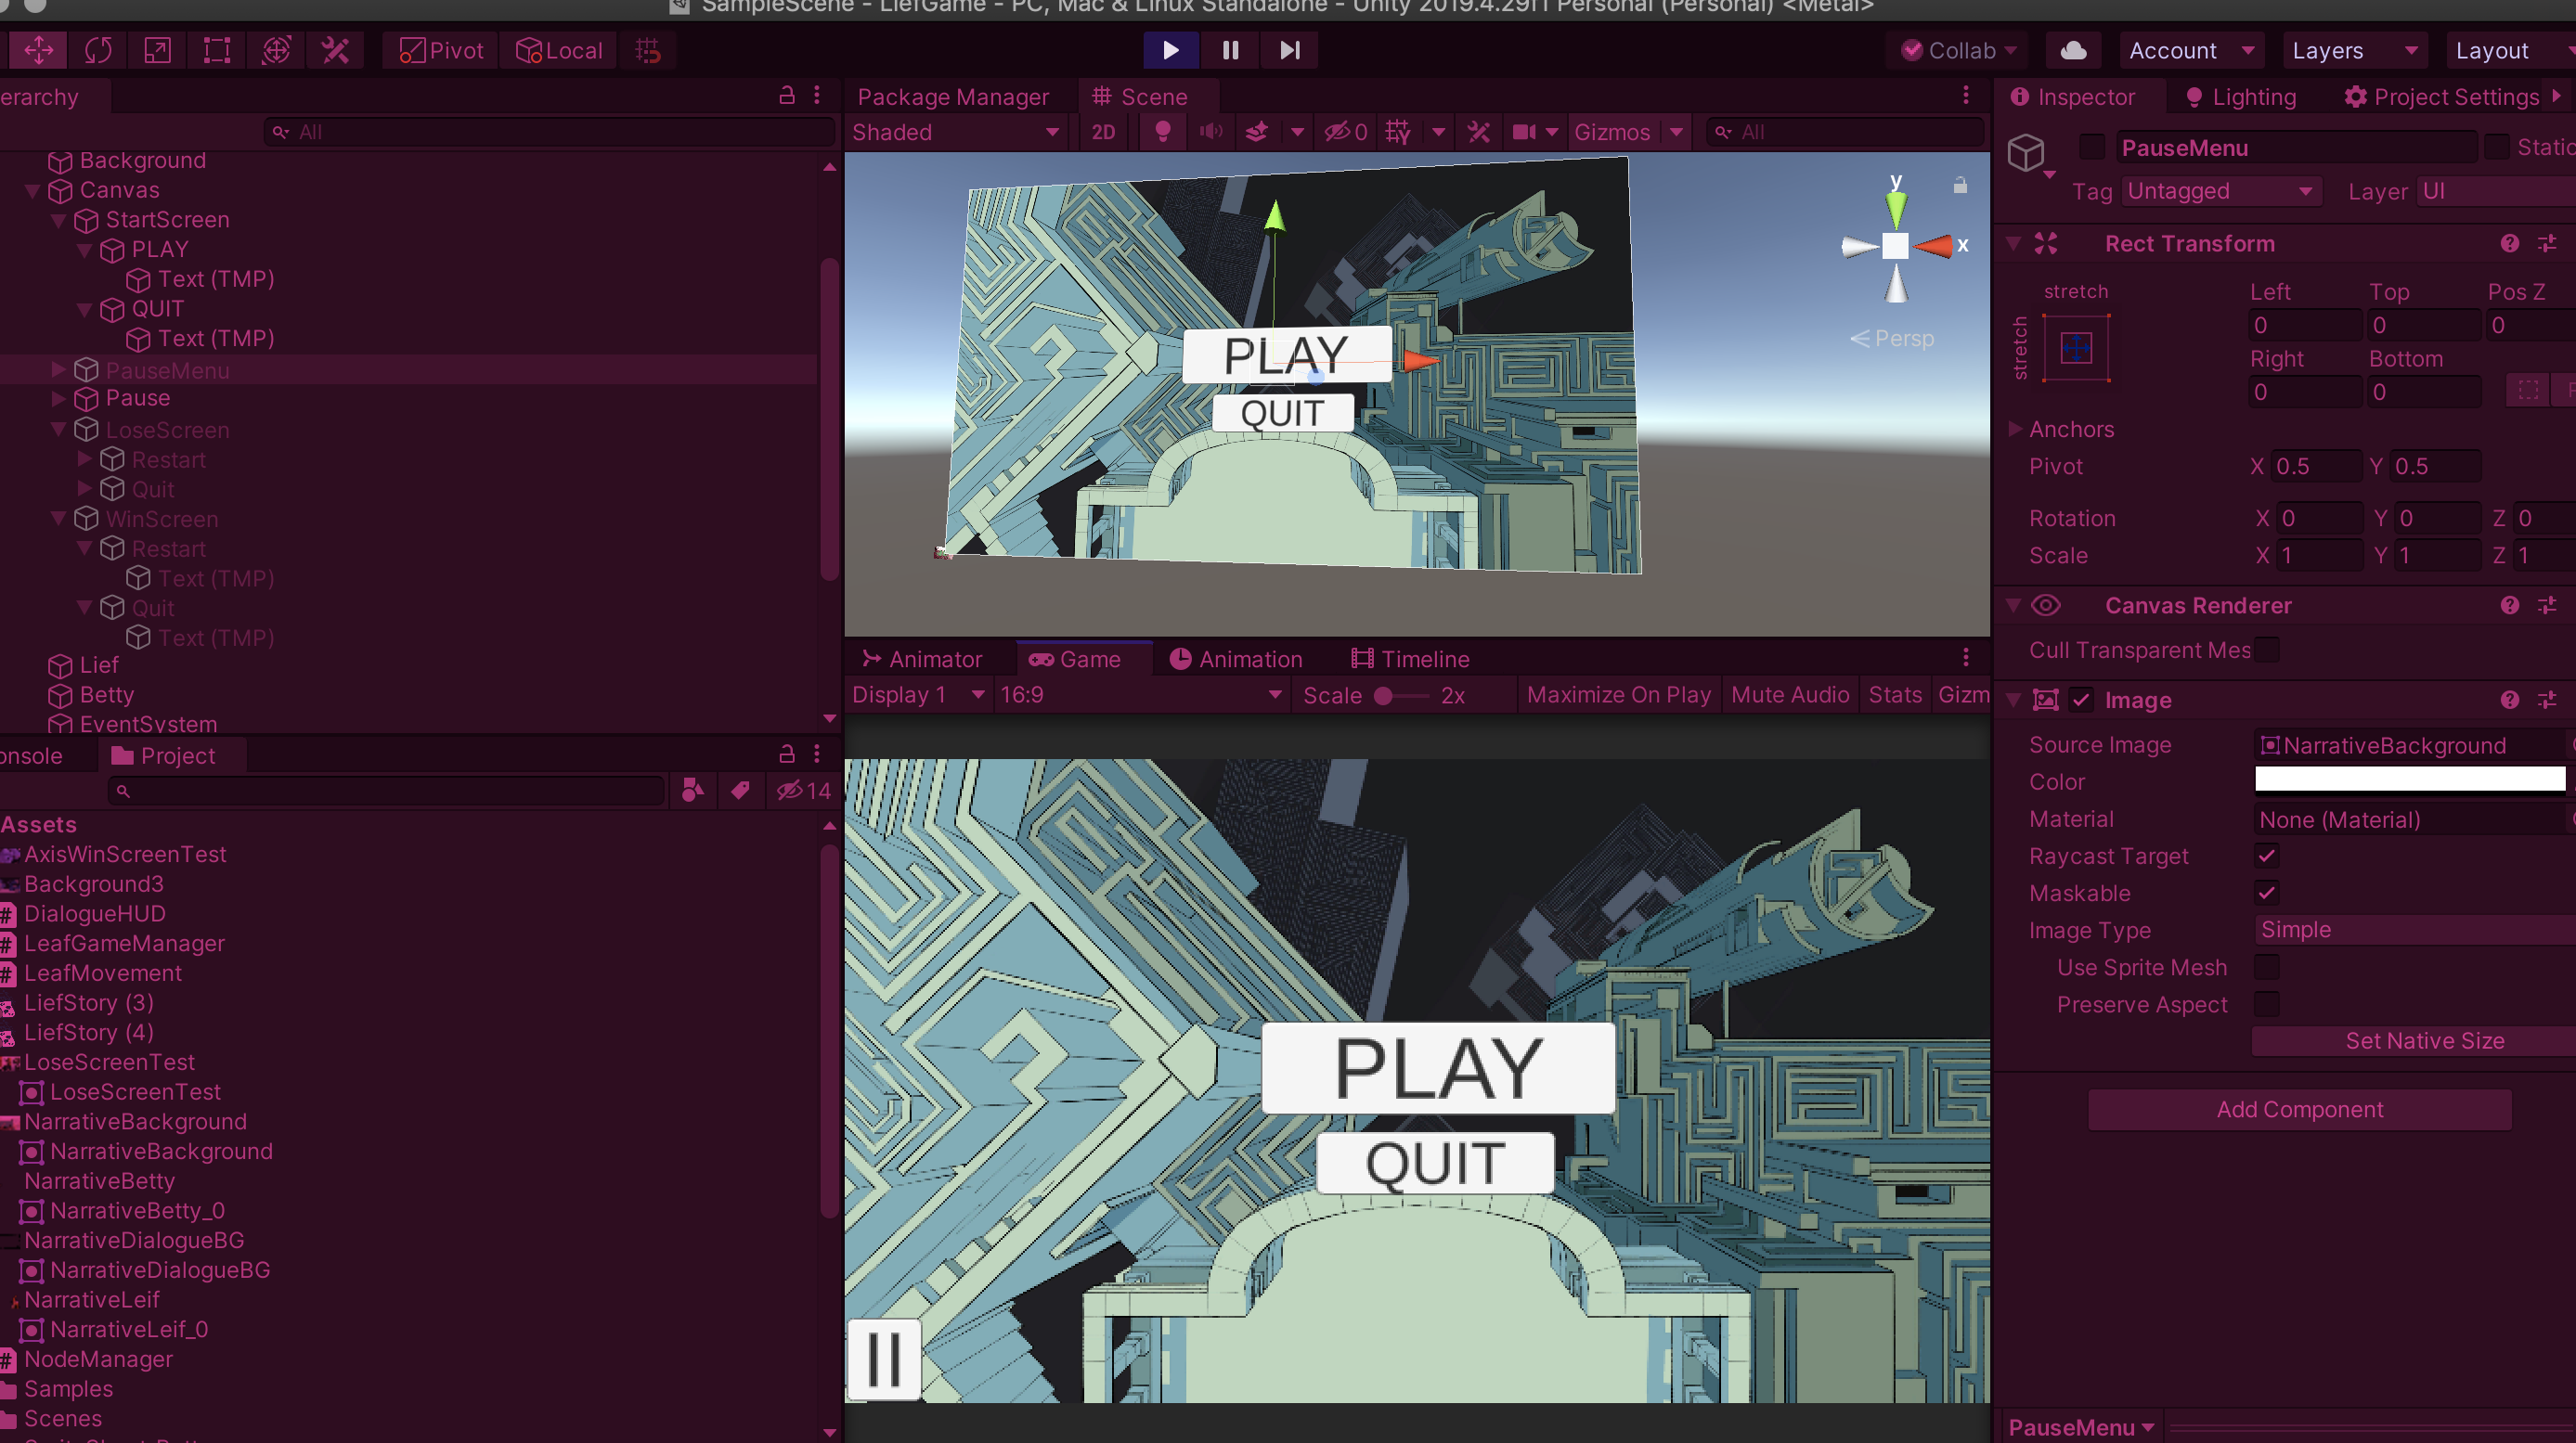 SampleScene - LiefGame - PC, Mac & Linux Standalone - Unity 2019.4.29f1 Personal (Personal) <Metal>
Pivot Local Collab Account Layers Layout
erarchy
All
Background
Canvas
StartScreen
PLAY
Text (TMP)
QUIT
Text (TMP)
PauseMenu
Pause
LoseScreen
Restart
Quit
WinScreen
Restart
Text (TMP)
Quit
Text (TMP)
Lief
Betty
EventSystem
onsole Project
14
Assets
AxisWinScreenTest
Background3
DialogueHUD
LeafGameManager
LeafMovement
LiefStory (3)
LiefStory (4)
LoseScreenTest
LoseScreenTest
NarrativeBackground
NarrativeBackground
NarrativeBetty
NarrativeBetty_0
NarrativeDialogueBG
NarrativeDialogueBG
NarrativeLeif
NarrativeLeif_0
NodeManager
Samples
Scenes
Package Manager Scene
Shaded 2D 0 Gizmos All
y
x
Persp
PLAY
QUIT
Animator Game Animation Timeline
Display 1 16:9 Scale 2x Maximize On Play Mute Audio Stats Gizm
PLAY
QUIT
Inspector Lighting Project Settings
PauseMenu Static
Tag Untagged Layer UI
Rect Transform
stretch
stretch
Left Top Pos Z
0 0 0
Right Bottom
0 0
Anchors
Pivot X 0.5 Y 0.5
Rotation X 0 Y 0 Z 0
Scale X 1 Y 1 Z 1
Canvas Renderer
Cull Transparent Mes
Image
Source Image NarrativeBackground
Color
Material None (Material)
Raycast Target
Maskable
Image Type Simple
Use Sprite Mesh
Preserve Aspect
Set Native Size
Add Component
PauseMenu